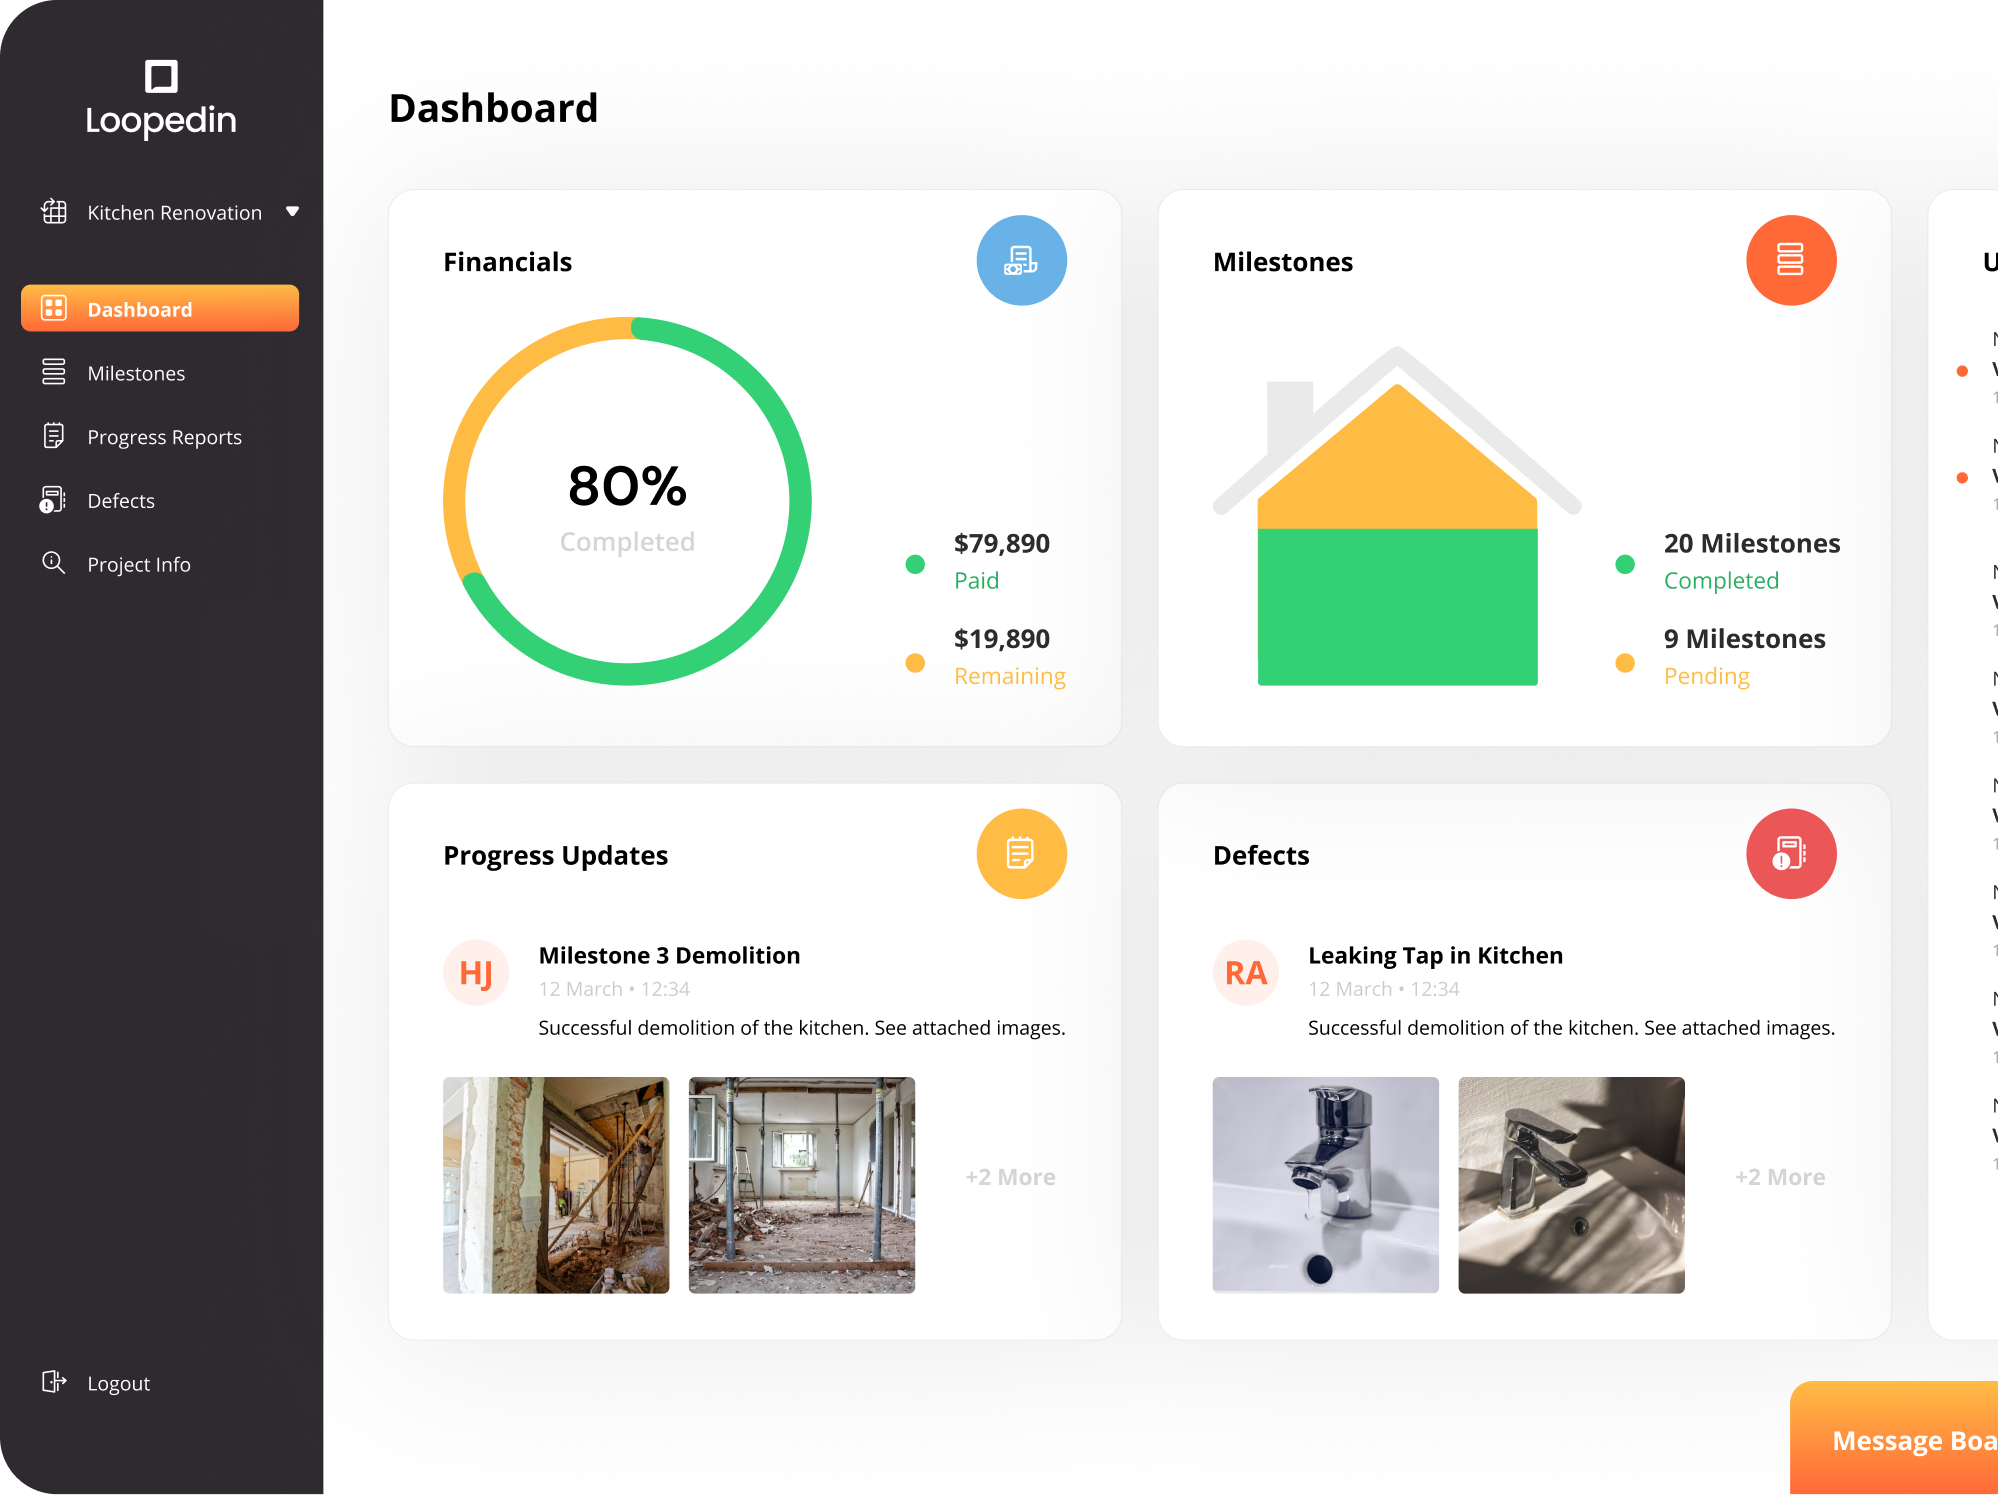 Loopedin
Kitchen Renovation
Dashboard
Milestones
Progress Reports
Defects
Project Info
Logout
Dashboard
Financials
80%
Completed
$79,890
Paid
$19,890
Remaining
Milestones
20 Milestones
Completed
9 Milestones
Pending
Progress Updates
HJ
Milestone 3 Demolition
12 March • 12:34
Successful demolition of the kitchen. See attached images.
+2 More
Defects
RA
Leaking Tap in Kitchen
12 March • 12:34
Successful demolition of the kitchen. See attached images.
+2 More
Message